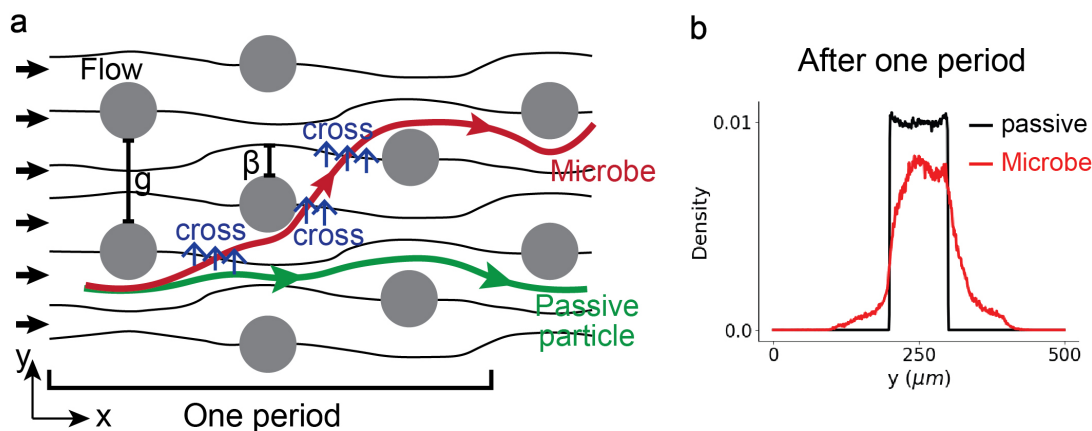 a
Flow
g
β
cross
cross
cross
Microbe
Passive
particle
y
x
One period
b
After one period
passive
Microbe
Density
0.01
0.0
0
250
500
y (μm)